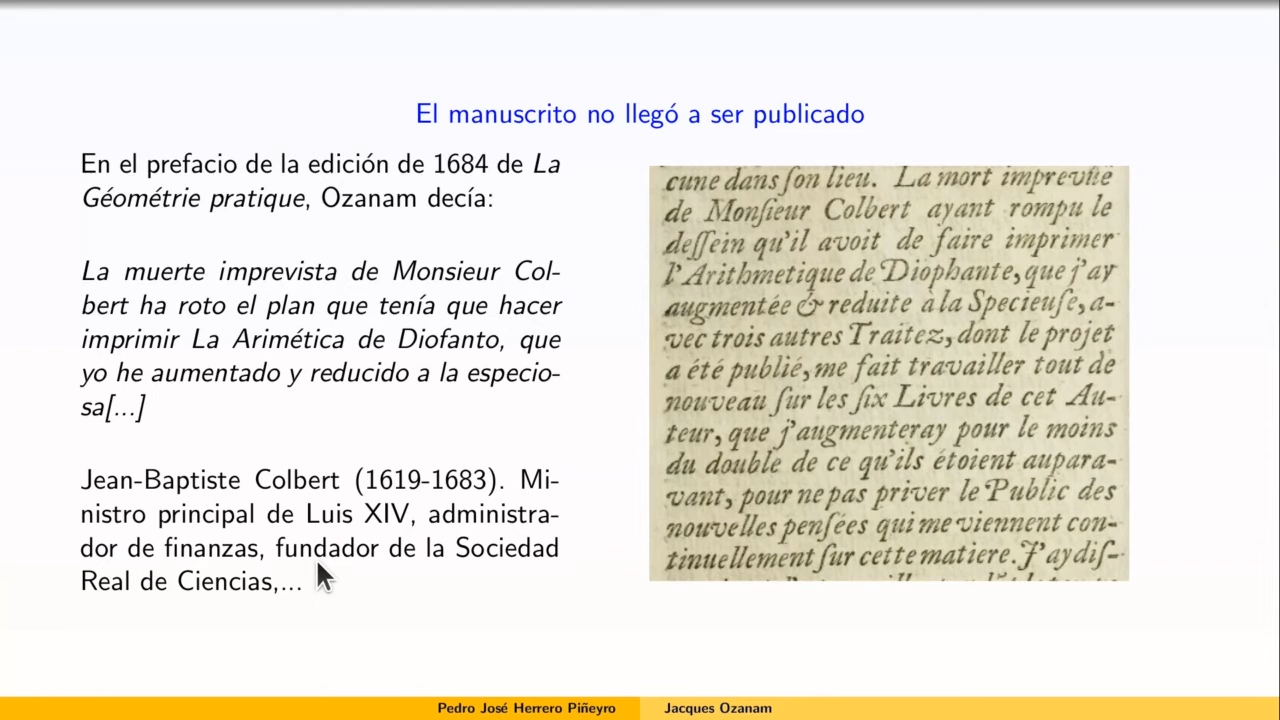 El manuscrito no llegó a ser publicado
En el prefacio de la edición de 1684 de La
Géométrie pratique, Ozanam decía:
La muerte imprevista de Monsieur Col-
bert ha roto el plan que tenía que hacer
imprimir La Arimética de Diofanto, que
yo he aumentado y reducido a la especio-
sa[...]
Jean-Baptiste Colbert (1619-1683). Mi-
nistro principal de Luis XIV, administra-
dor de finanzas, fundador de la Sociedad
Real de Ciencias,...
cune dans ſon lieu. La mort impreveüe
de Monſieur Colbert ayant rompu le
deſſein qu'il avoit de faire imprimer
l'Arithmetique de Diophante, que j'ay
augmentée & reduite à la Specieuſe, a-
vec trois autres Traitez, dont le projet
a été publié, me fait travailler tout de
nouveau ſur les ſix Livres de cet Au-
teur, que j'augmenteray pour le moins
du double de ce qu'ils étoient aupara-
vant, pour ne pas priver le Public des
nouvelles penſées qui me viennent con-
tinuellement ſur cette matiere. J'ay diſ-
Pedro José Herrero Piñeyro
Jacques Ozanam